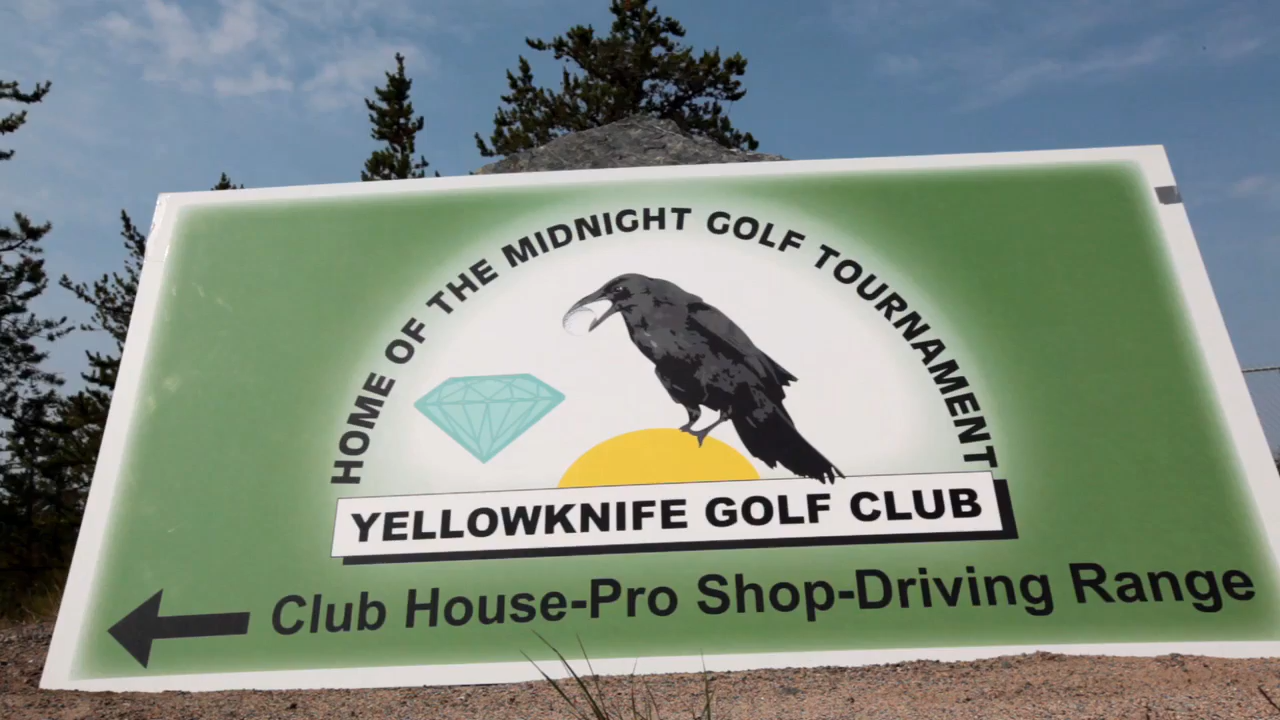 HOME OF THE MIDNIGHT GOLF TOURNAMENT
YELLOWKNIFE GOLF CLUB
Club House-Pro Shop-Driving Range